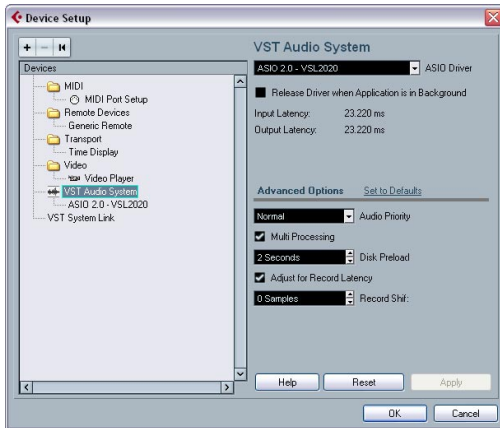 Device Setup
Devices
MIDI
MIDI Port Setup
Remote Devices
Generic Remote
Transport
Time Display
Video
Video Player
VST Audio System
ASIO 2.0 - VSL2020
VST System Link
VST Audio System
ASIO 2.0 - VSL2020 ASIO Driver
Release Driver when Application is in Background
Input Latency: 23.220 ms
Output Latency: 23.220 ms
Advanced Options Set to Defaults
Normal Audio Priority
Multi Processing
2 Seconds Disk Preload
Adjust for Record Latency
0 Samples Record Shif:
Help Reset Apply
OK Cancel